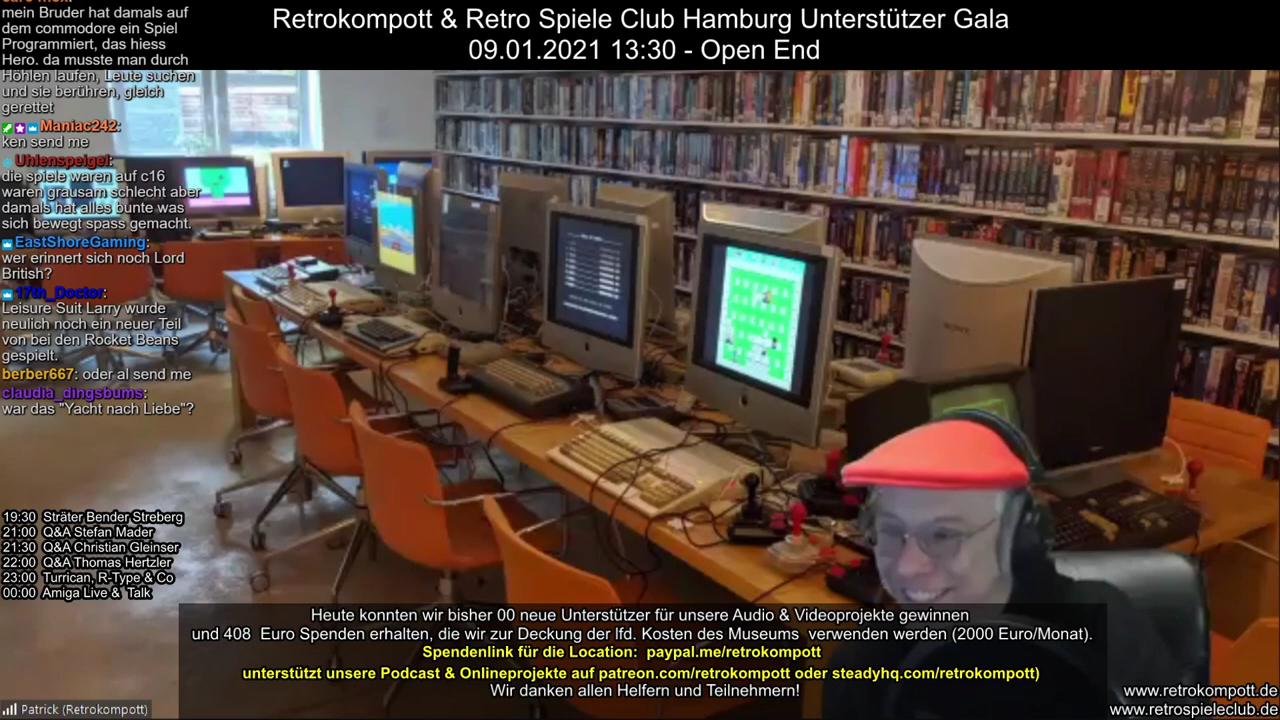 Retrokompott & Retro Spiele Club Hamburg Unterstützer Gala
09.01.2021 13:30 - Open End
mein Bruder hat damals auf
dem commodore ein Spiel
Programmiert, das hiess
Hero. da musste man durch
Höhlen laufen, Leute suchen
und sie berühren, gleich
gerettet
Maniac242:
ken send me
Uhlenspeigel:
die spiele waren auf c16
waren grausam schlecht aber
damals hat alles bunte was
sich bewegt spass gemacht.
EastShoreGaming:
wer erinnert sich noch Lord
British?
17th_Doctor:
Leisure Suit Larry wurde
neulich noch ein neuer Teil
von bei den Rocket Beans
gespielt.
berber667: oder al send me
claudia_dingsbums:
war das "Yacht nach Liebe"?
SONY
19:30 Sträter Bender Streberg
21:00 Q&A Stefan Mader
21:30 Q&A Christian Gleinser
22:00 Q&A Thomas Hertzler
23:00 Turrican, R-Type & Co
00:00 Amiga Live & Talk
Heute konnten wir bisher 00 neue Unterstützer für unsere Audio & Videoprojekte gewinnen
und 408 Euro Spenden erhalten, die wir zur Deckung der lfd. Kosten des Museums verwenden werden (2000 Euro/Monat).
Spendenlink für die Location: paypal.me/retrokompott
unterstützt unsere Podcast & Onlineprojekte auf patreon.com/retrokompott oder steadyhq.com/retrokompott)
Wir danken allen Helfern und Teilnehmern!
Patrick (Retrokompott)
www.retrokompott.de
www.retrospieleclub.de